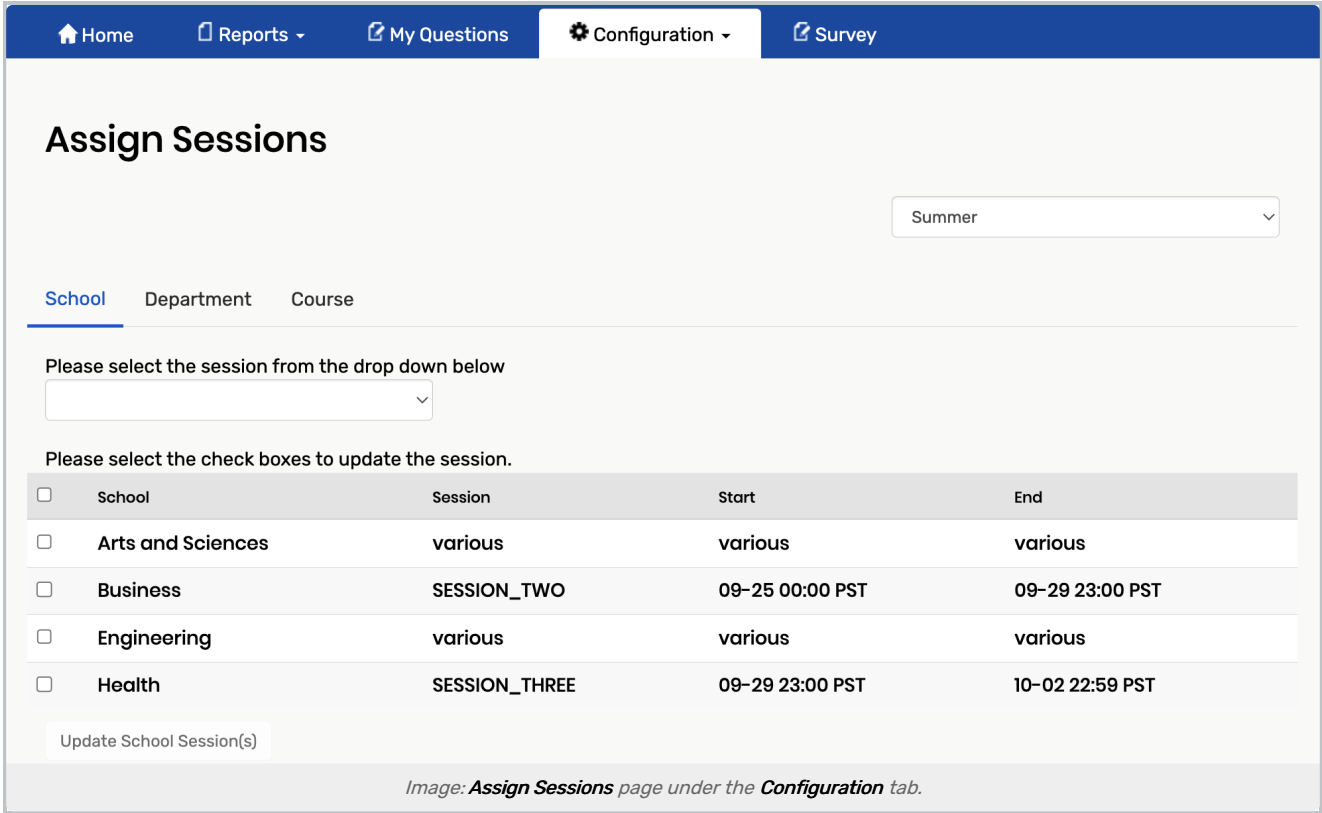 Home Reports My Questions Configuration Survey
Assign Sessions
Summer
School Department Course
Please select the session from the drop down below
Please select the check boxes to update the session.
School Session Start End
Arts and Sciences various various various
Business SESSION_TWO 09-25 00:00 PST 09-29 23:00 PST
Engineering various various various
Health SESSION_THREE 09-29 23:00 PST 10-02 22:59 PST
Update School Session(s)
Image: Assign Sessions page under the Configuration tab.